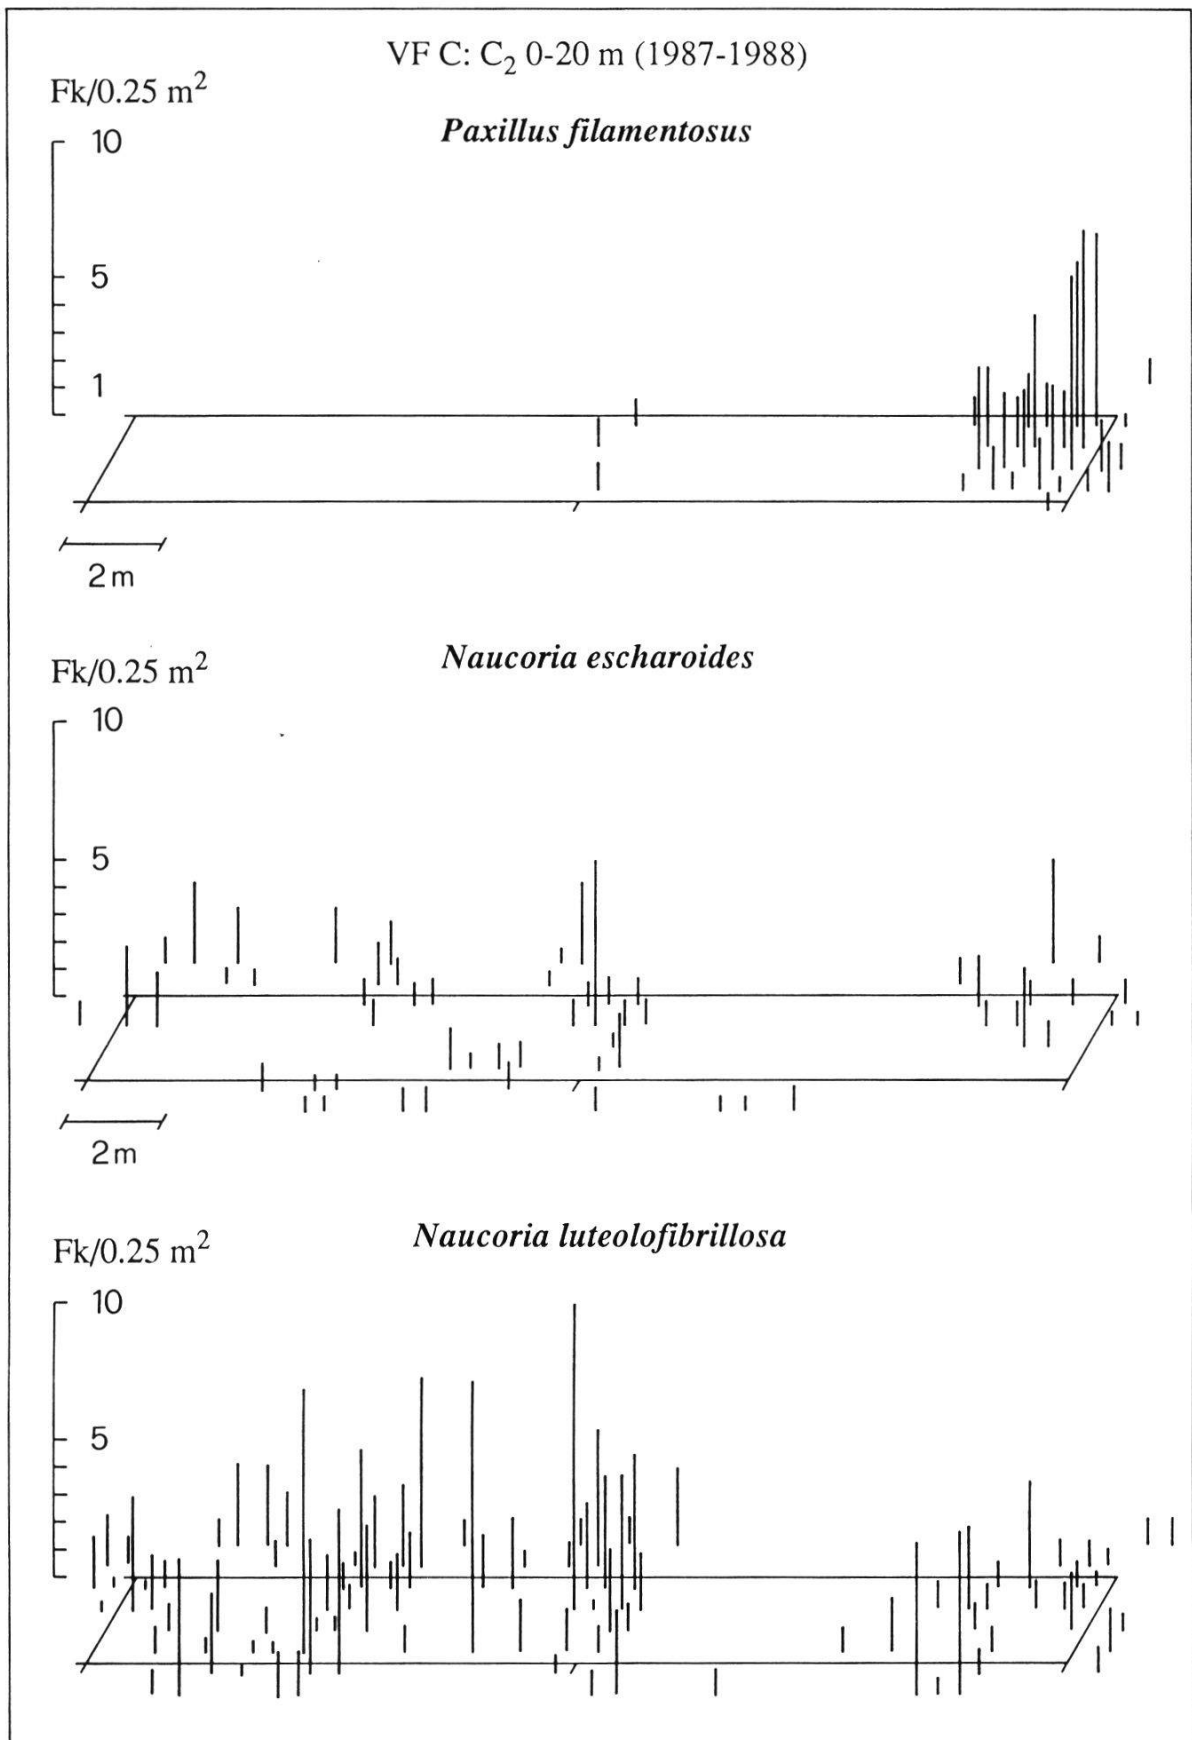 VF C: C₂ 0-20 m (1987-1988)
Fk/0.25 m²
Paxillus filamentosus
10
5
1
2m
Fk/0.25 m²
Naucoria escharoides
10
5
2m
Fk/0.25 m²
Naucoria luteolofibrillosa
10
5